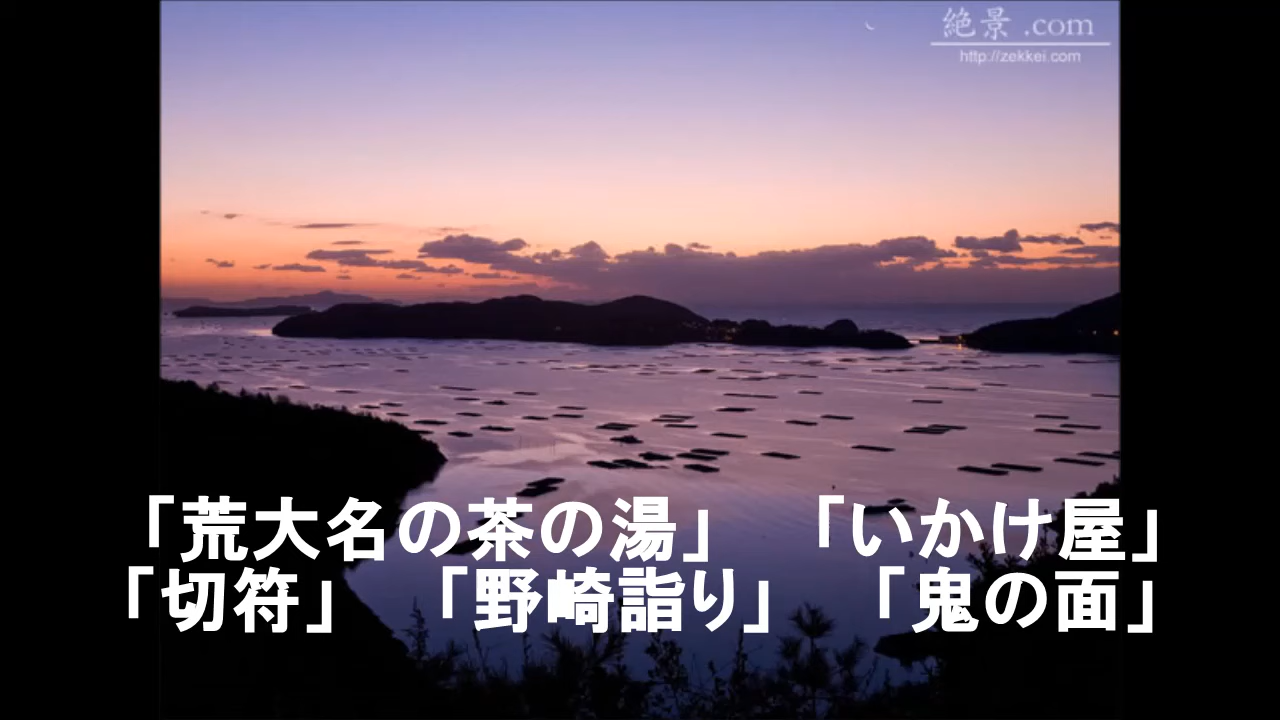 絶景.com
http://zekkei.com
「荒大名の茶の湯」 「いかけ屋」
「切符」 「野崎詣り」 「鬼の面」